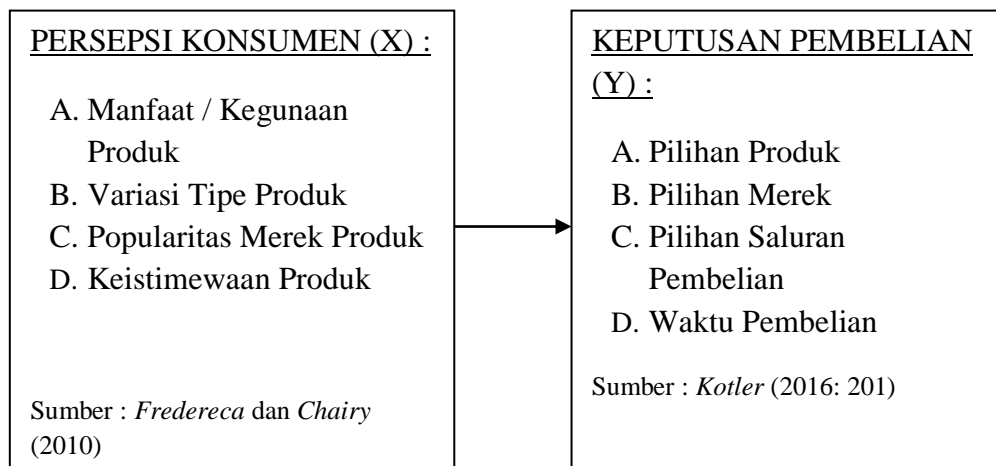 PERSEPSI KONSUMEN (X) :
A. Manfaat / Kegunaan
Produk
B. Variasi Tipe Produk
C. Popularitas Merek Produk
D. Keistimewaan Produk
Sumber : Fredereca dan Chairy
(2010)
KEPUTUSAN PEMBELIAN
(Y) :
A. Pilihan Produk
B. Pilihan Merek
C. Pilihan Saluran
Pembelian
D. Waktu Pembelian
Sumber : Kotler (2016: 201)